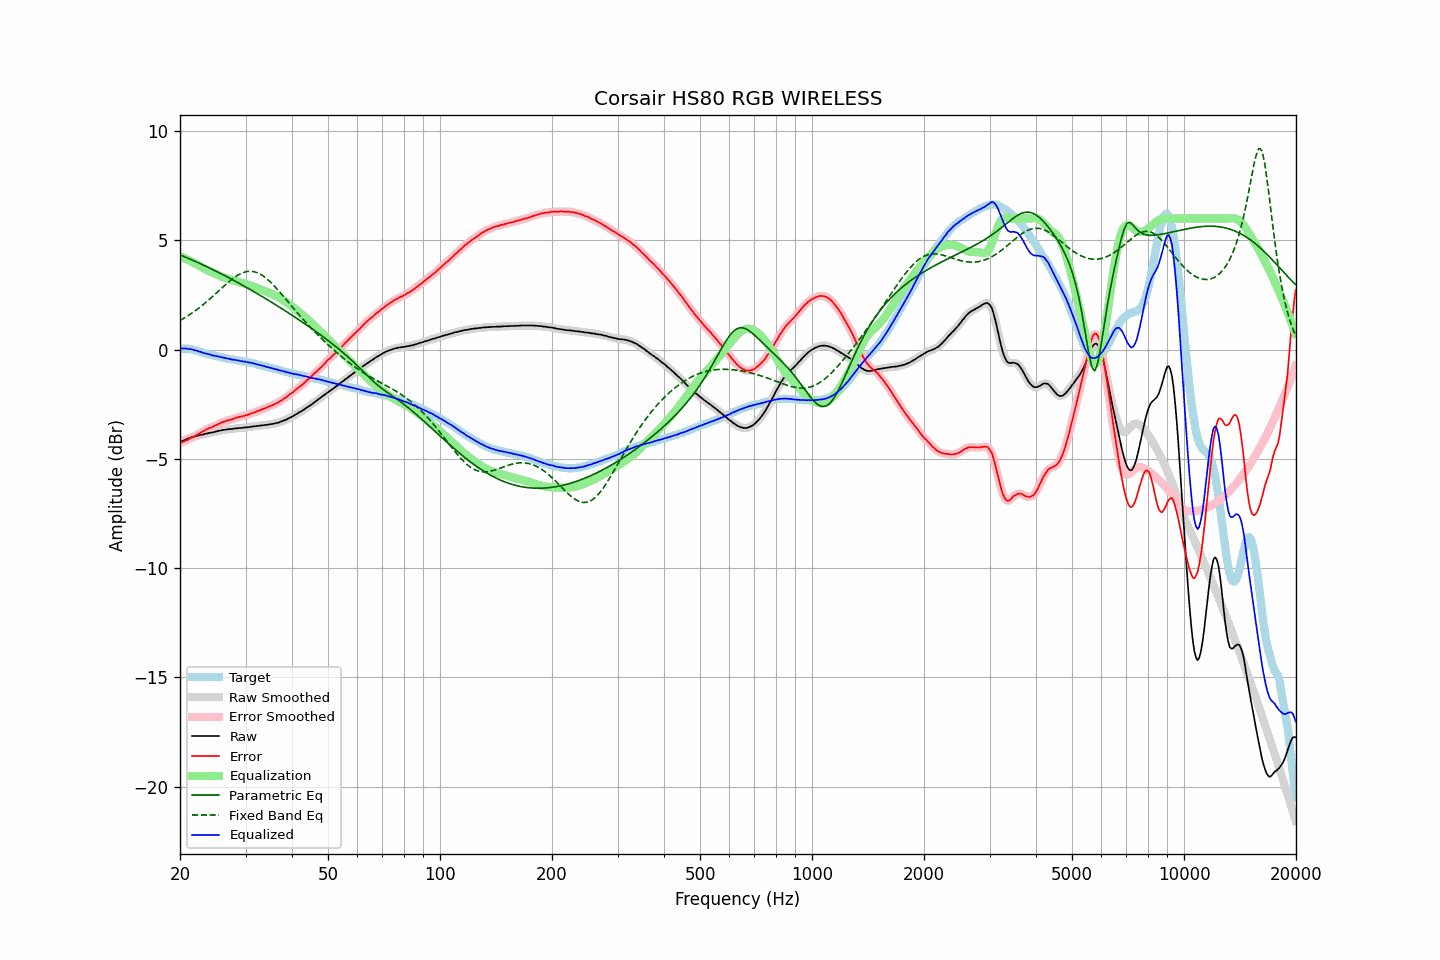 Corsair HS80 RGB WIRELESS
10
5
0
−5
−10
−15
−20
Amplitude (dBr)
Target
Raw Smoothed
Error Smoothed
Raw
Error
Equalization
Parametric Eq
Fixed Band Eq
Equalized
20 50 100 200 500 1000 2000 5000 10000 20000
Frequency (Hz)